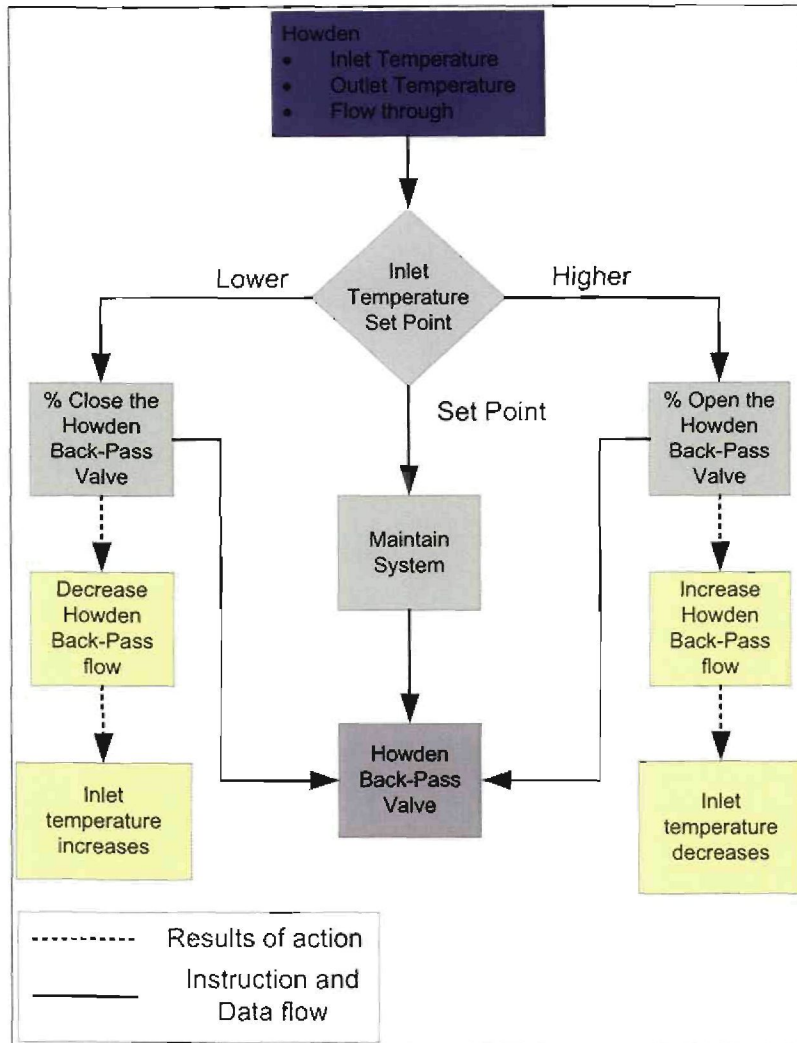 Howden
• Inlet Temperature
• Outlet Temperature
• Flow through
Inlet
Temperature
Set Point
Lower
Higher
Set Point
% Close the
Howden
Back-Pass
Valve
% Open the
Howden
Back-Pass
Valve
Maintain
System
Decrease
Howden
Back-Pass
flow
Increase
Howden
Back-Pass
flow
Howden
Back-Pass
Valve
Inlet
temperature
increases
Inlet
temperature
decreases
Results of action
Instruction and
Data flow